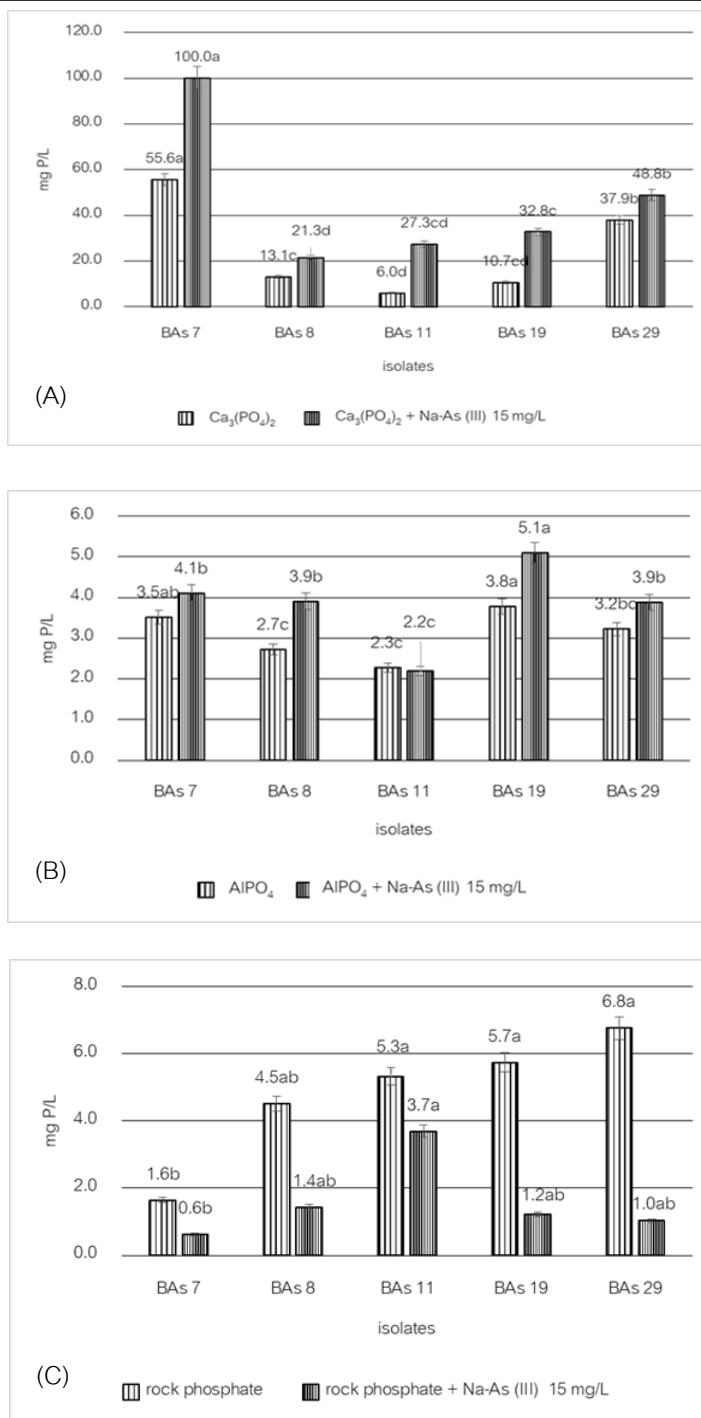 120.0
100.0a
100.0
80.0
mg P/L
55.6a
60.0
48.8b
37.9b
40.0
32.8c
27.3cd
21.3d
20.0
13.1c
10.7cd
6.0d
0.0
BAs 7 BAs 8 BAs 11 BAs 19 BAs 29
isolates
(A)
Ca₃(PO₄)₂ Ca₃(PO₄)₂ + Na-As (III) 15 mg/L
6.0
5.1a
5.0
4.1b
3.9b
3.9b
4.0
3.5ab
3.8a
3.2bc
mg P/L
3.0
2.7c
2.3c
2.2c
2.0
1.0
0.0
BAs 7 BAs 8 BAs 11 BAs 19 BAs 29
isolates
(B)
AlPO₄ AlPO₄ + Na-As (III) 15 mg/L
8.0
6.8a
6.0
5.7a
5.3a
4.5ab
mg P/L
4.0
3.7a
2.0
1.6b
1.4ab
1.2ab
1.0ab
0.6b
0.0
BAs 7 BAs 8 BAs 11 BAs 19 BAs 29
isolates
(C)
rock phosphate rock phosphate + Na-As (III) 15 mg/L